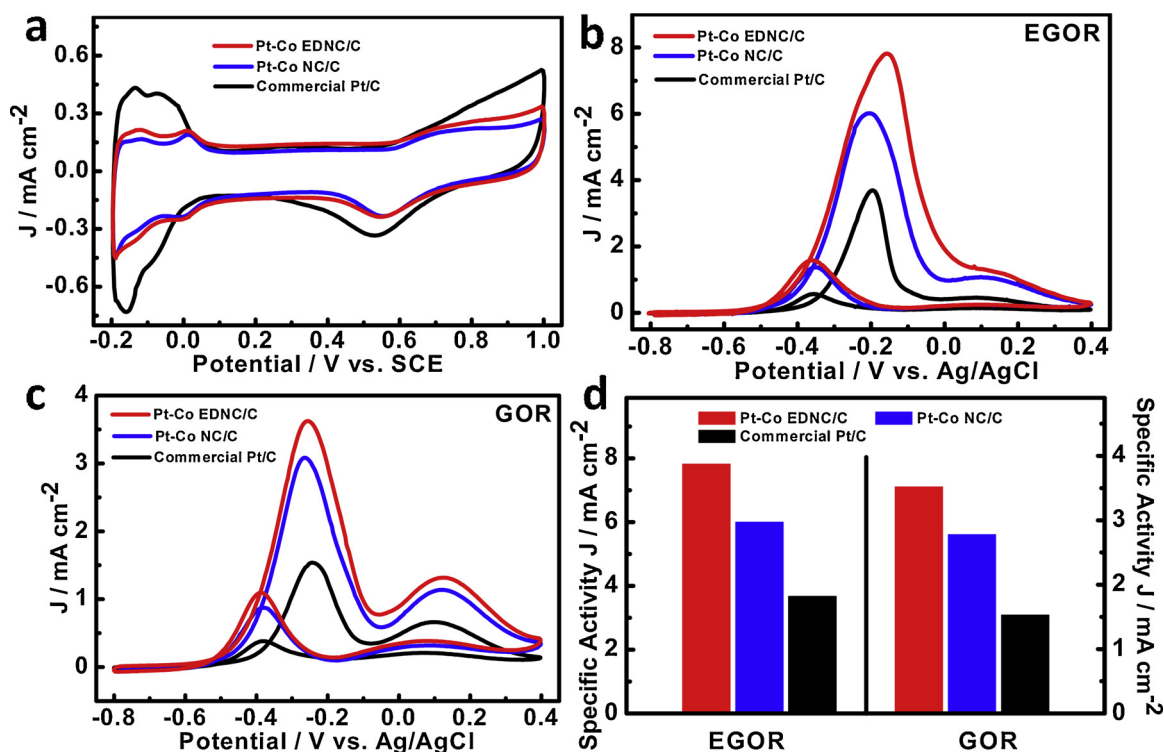 a
Pt-Co EDNC/C
Pt-Co NC/C
Commercial Pt/C
J / mA cm-2
0.6
0.3
0.0
-0.3
-0.6
-0.2 0.0 0.2 0.4 0.6 0.8 1.0
Potential / V vs. SCE
b
EGOR
Pt-Co EDNC/C
Pt-Co NC/C
Commercial Pt/C
J / mA cm-2
8
6
4
2
0
-0.8 -0.6 -0.4 -0.2 0.0 0.2 0.4
Potential / V vs. Ag/AgCl
c
GOR
Pt-Co EDNC/C
Pt-Co NC/C
Commercial Pt/C
J / mA cm-2
4
3
2
1
0
-0.8 -0.6 -0.4 -0.2 0.0 0.2 0.4
Potential / V vs. Ag/AgCl
d
Pt-Co EDNC/C Pt-Co NC/C
Commercial Pt/C
Specific Activity J / mA cm-2
8
6
4
2
0
Specific Activity J / mA cm-2
4
3
2
1
0
EGOR GOR